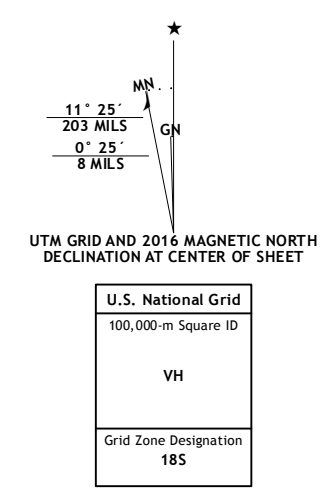 ★
MN
11° 25´
203 MILS
GN
0° 25´
8 MILS
UTM GRID AND 2016 MAGNETIC NORTH
DECLINATION AT CENTER OF SHEET
U.S. National Grid
100,000-m Square ID
VH
Grid Zone Designation
18S